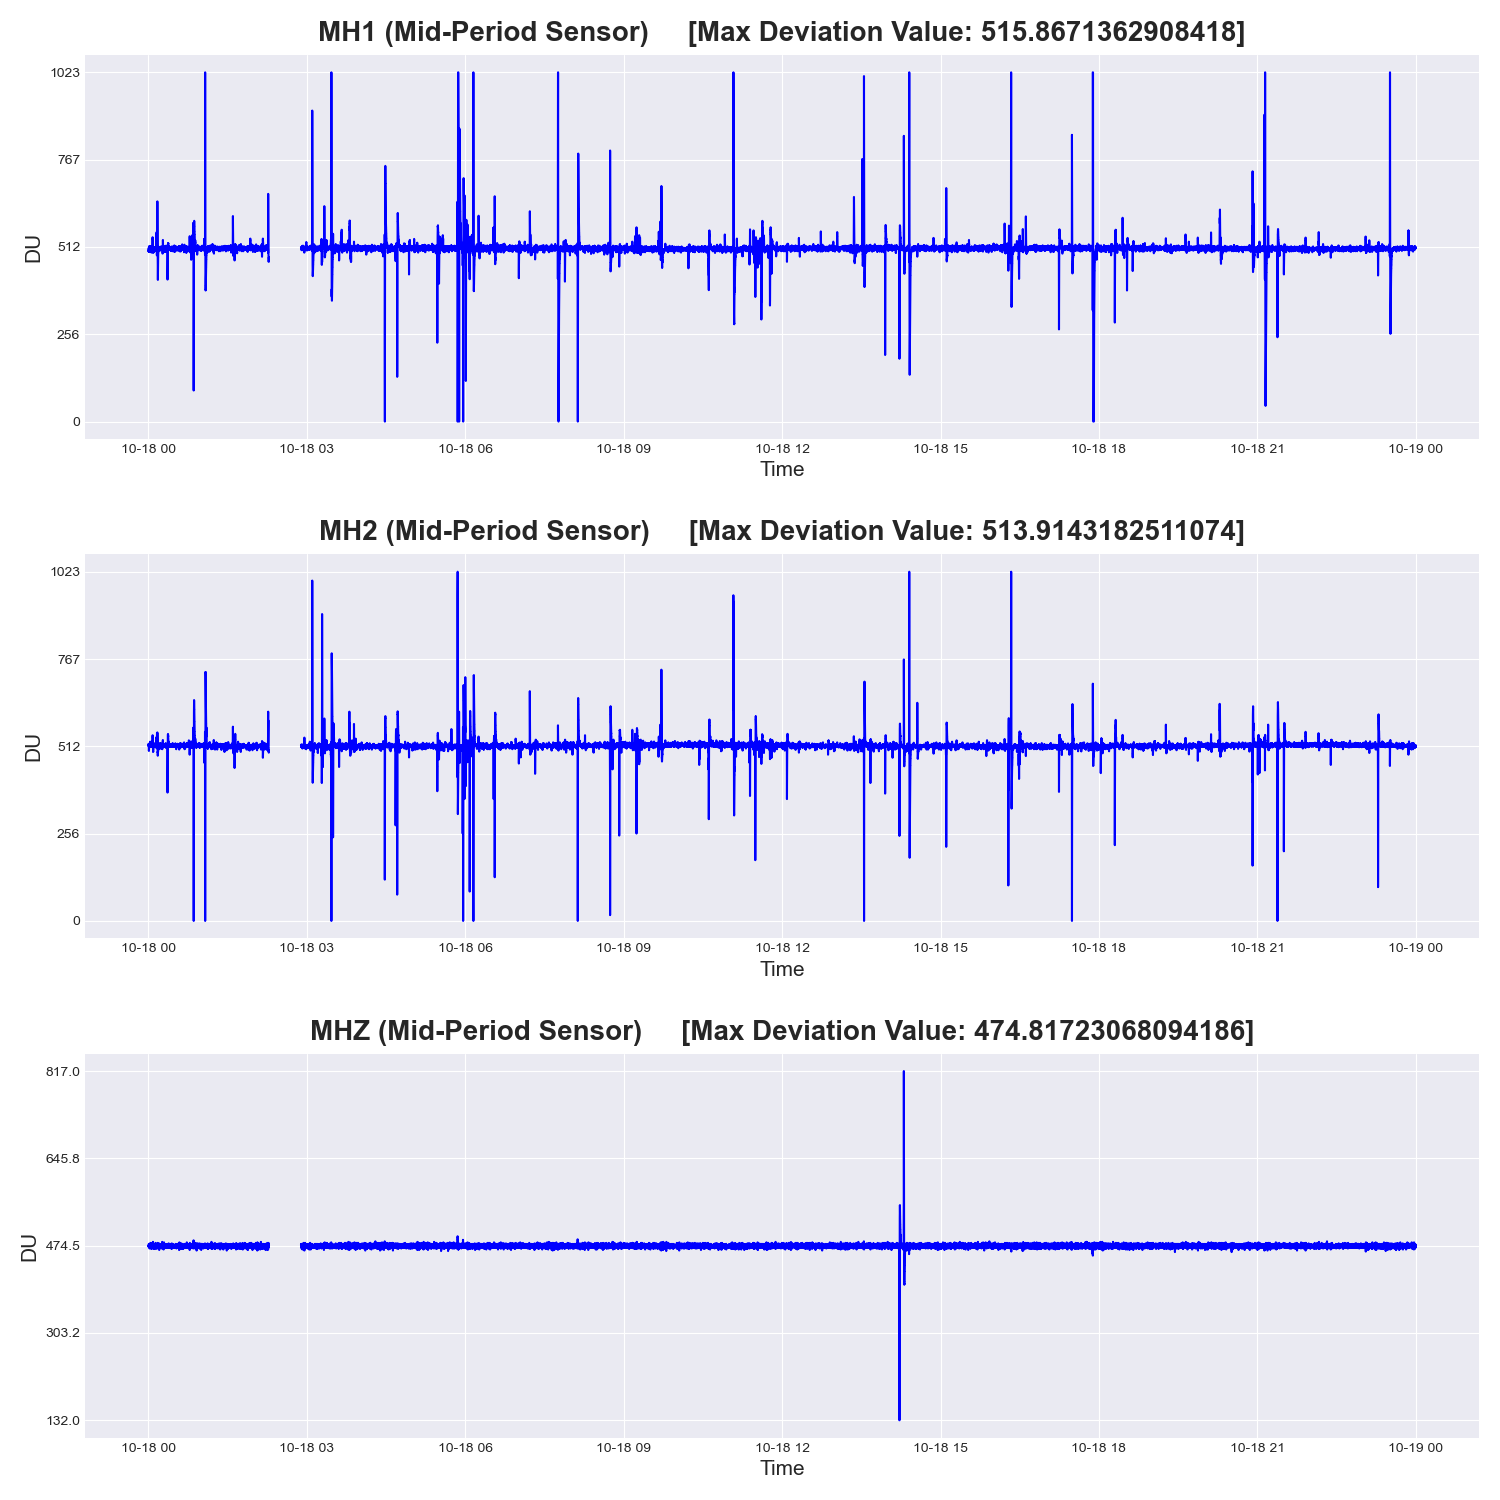 MH1 (Mid-Period Sensor) [Max Deviation Value: 515.8671362908418]
1023
767
512
256
0
DU
10-18 00 10-18 03 10-18 06 10-18 09 10-18 12 10-18 15 10-18 18 10-18 21 10-19 00
Time
MH2 (Mid-Period Sensor) [Max Deviation Value: 513.9143182511074]
1023
767
512
256
0
DU
10-18 00 10-18 03 10-18 06 10-18 09 10-18 12 10-18 15 10-18 18 10-18 21 10-19 00
Time
MHZ (Mid-Period Sensor) [Max Deviation Value: 474.81723068094186]
817.0
645.8
474.5
303.2
132.0
DU
10-18 00 10-18 03 10-18 06 10-18 09 10-18 12 10-18 15 10-18 18 10-18 21 10-19 00
Time